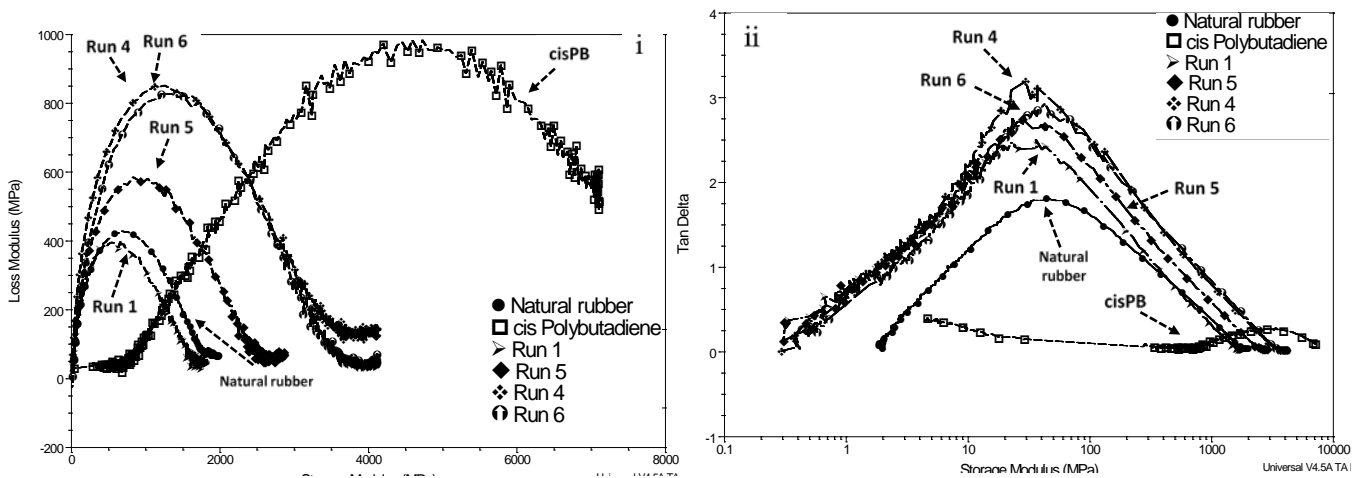 i
1000
800
600
400
200
0
-200
Loss Modulus (MPa)
Run 4
Run 6
Run 5
Run 1
cisPB
Natural rubber
Natural rubber
cis Polybutadiene
Run 1
Run 5
Run 4
Run 6
0
2000
4000
6000
8000
Universal V4.5A TA
ii
4
3
2
1
0
-1
Tan Delta
Run 4
Run 6
Run 1
Run 5
Natural
rubber
cisPB
Natural rubber
cis Polybutadiene
Run 1
Run 5
Run 4
Run 6
0.1
1
10
100
1000
10000
Storage Modulus (MPa)
Universal V4.5A TA